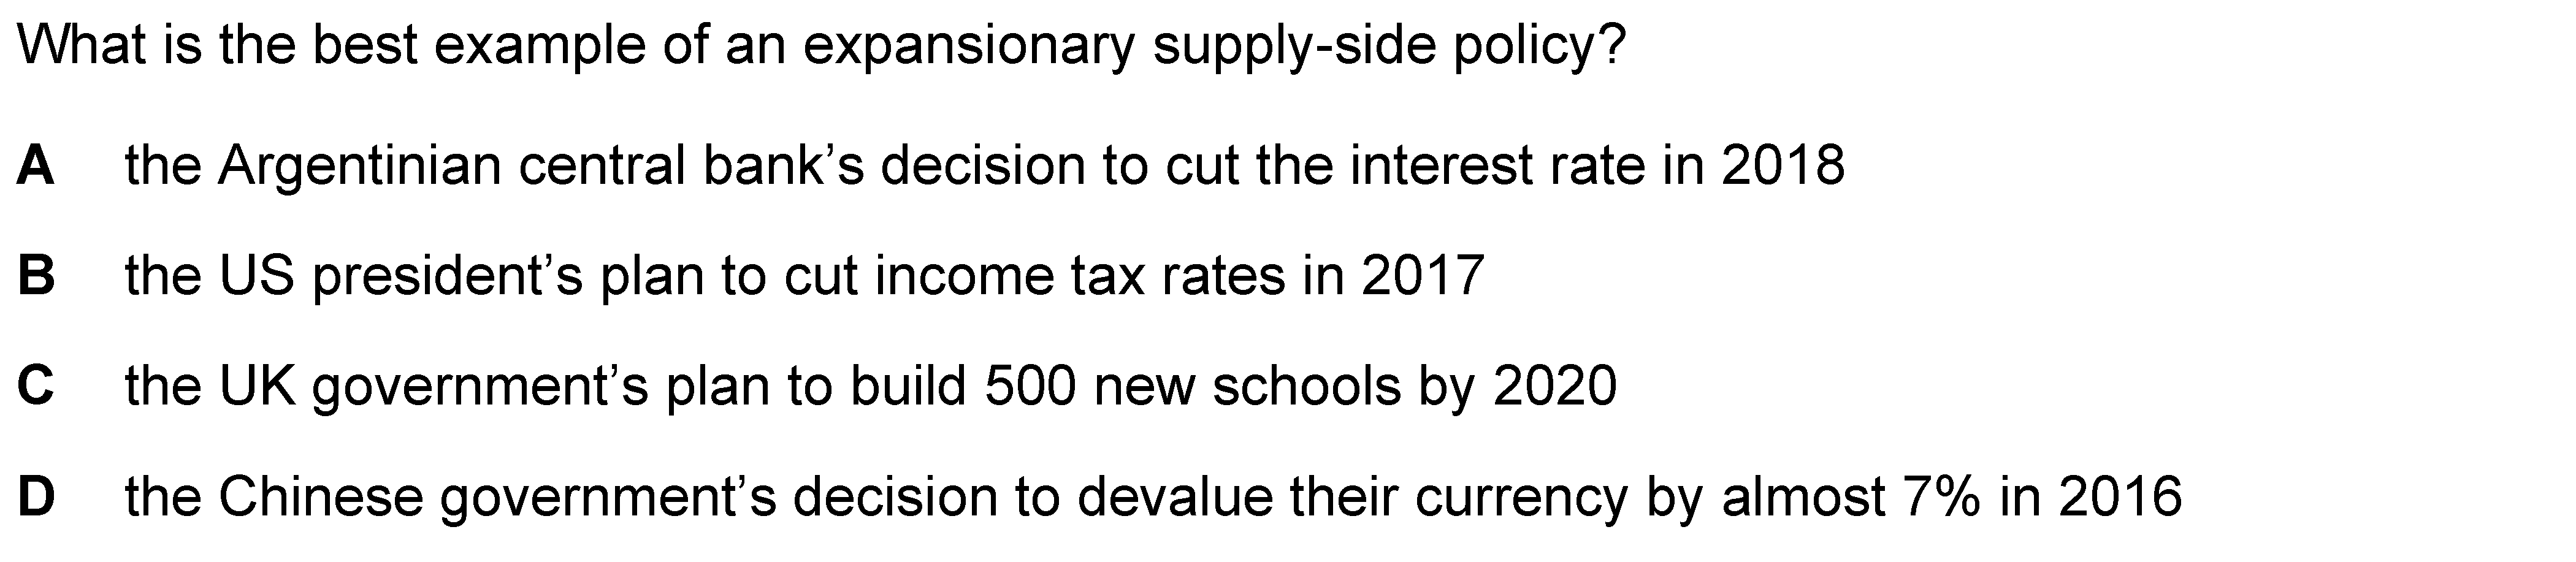 What is the best example of an expansionary supply-side policy?
A the Argentinian central bank’s decision to cut the interest rate in 2018
B the US president’s plan to cut income tax rates in 2017
C the UK government’s plan to build 500 new schools by 2020
D the Chinese government’s decision to devalue their currency by almost 7% in 2016